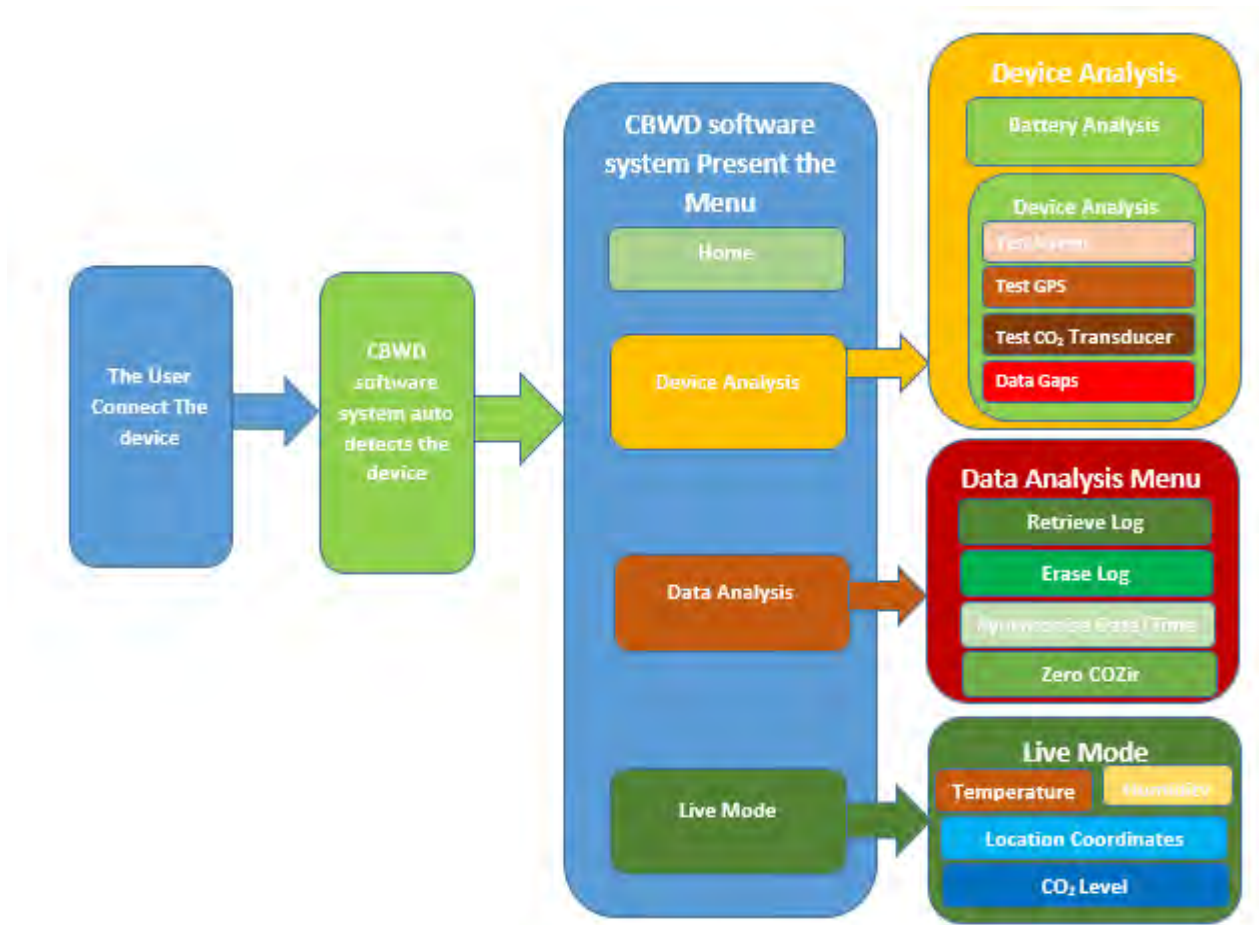 The User
Connect The
device
CBWD
software
system auto
detects the
device
CBWD software
system Present the
Menu
Home
Device Analysis
Data Analysis
Live Mode
Device Analysis
Battery Analysis
Device Analysis
Test GPS
Test CO₂ Transducer
Data Gaps
Data Analysis Menu
Retrieve Log
Erase Log
Date/Time
Zero COZir
Live Mode
Temperature
Location Coordinates
CO₂ Level